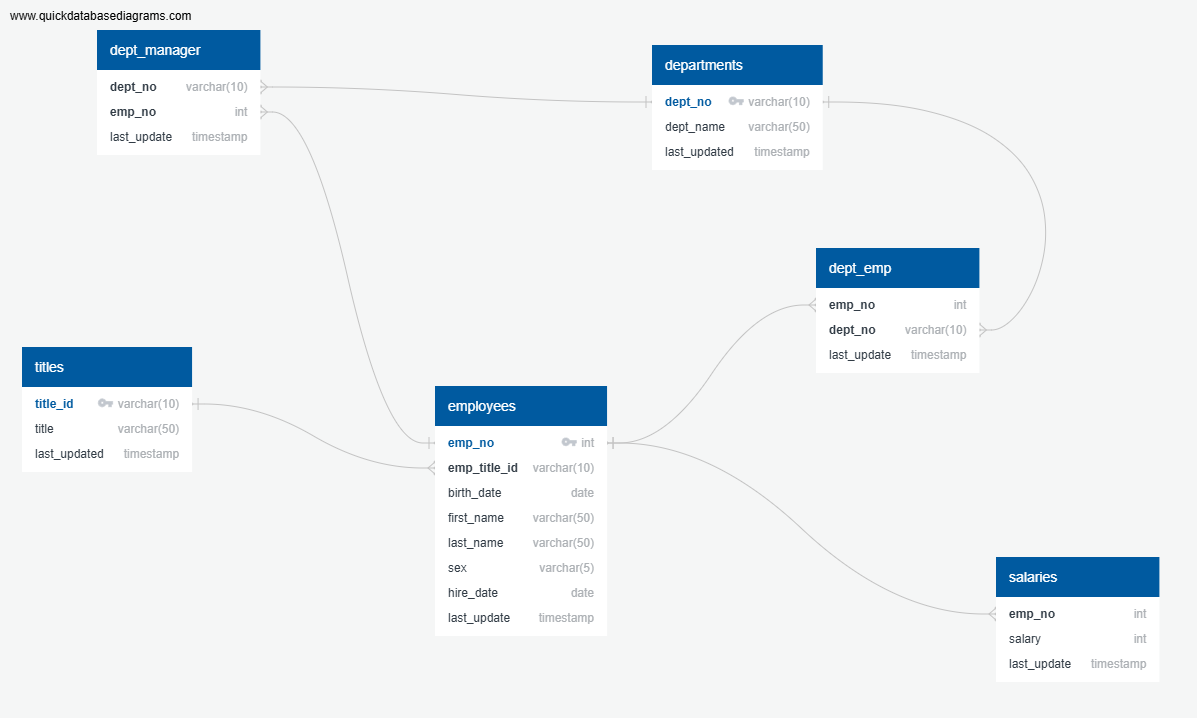 www.quickdatabasediagrams.com
dept_manager
dept_no varchar(10)
emp_no int
last_update timestamp
departments
dept_no varchar(10)
dept_name varchar(50)
last_updated timestamp
dept_emp
emp_no int
dept_no varchar(10)
last_update timestamp
titles
title_id varchar(10)
title varchar(50)
last_updated timestamp
employees
emp_no int
emp_title_id varchar(10)
birth_date date
first_name varchar(50)
last_name varchar(50)
sex varchar(5)
hire_date date
last_update timestamp
salaries
emp_no int
salary int
last_update timestamp